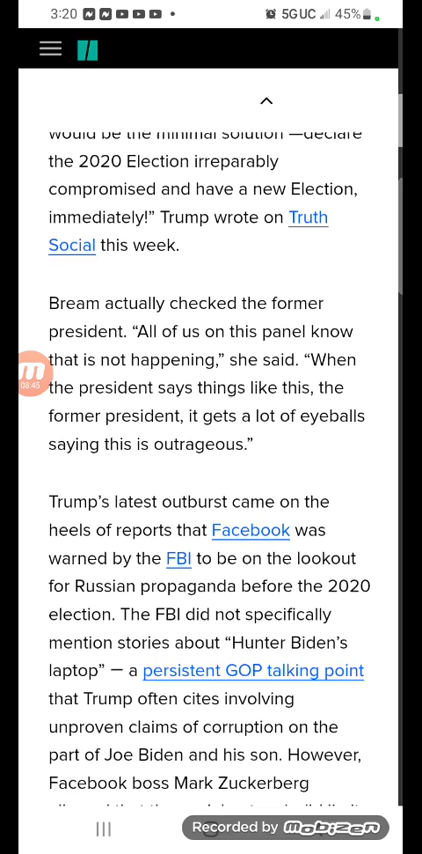 3:20
5G UC
45%
would be the minimal solution —declare
the 2020 Election irreparably
compromised and have a new Election,
immediately!” Trump wrote on Truth
Social this week.
Bream actually checked the former
president. “All of us on this panel know
that is not happening,” she said. “When
the president says things like this, the
former president, it gets a lot of eyeballs
saying this is outrageous.”
08:45
Trump’s latest outburst came on the
heels of reports that Facebook was
warned by the FBI to be on the lookout
for Russian propaganda before the 2020
election. The FBI did not specifically
mention stories about “Hunter Biden’s
laptop” — a persistent GOP talking point
that Trump often cites involving
unproven claims of corruption on the
part of Joe Biden and his son. However,
Facebook boss Mark Zuckerberg
Recorded by mobizen